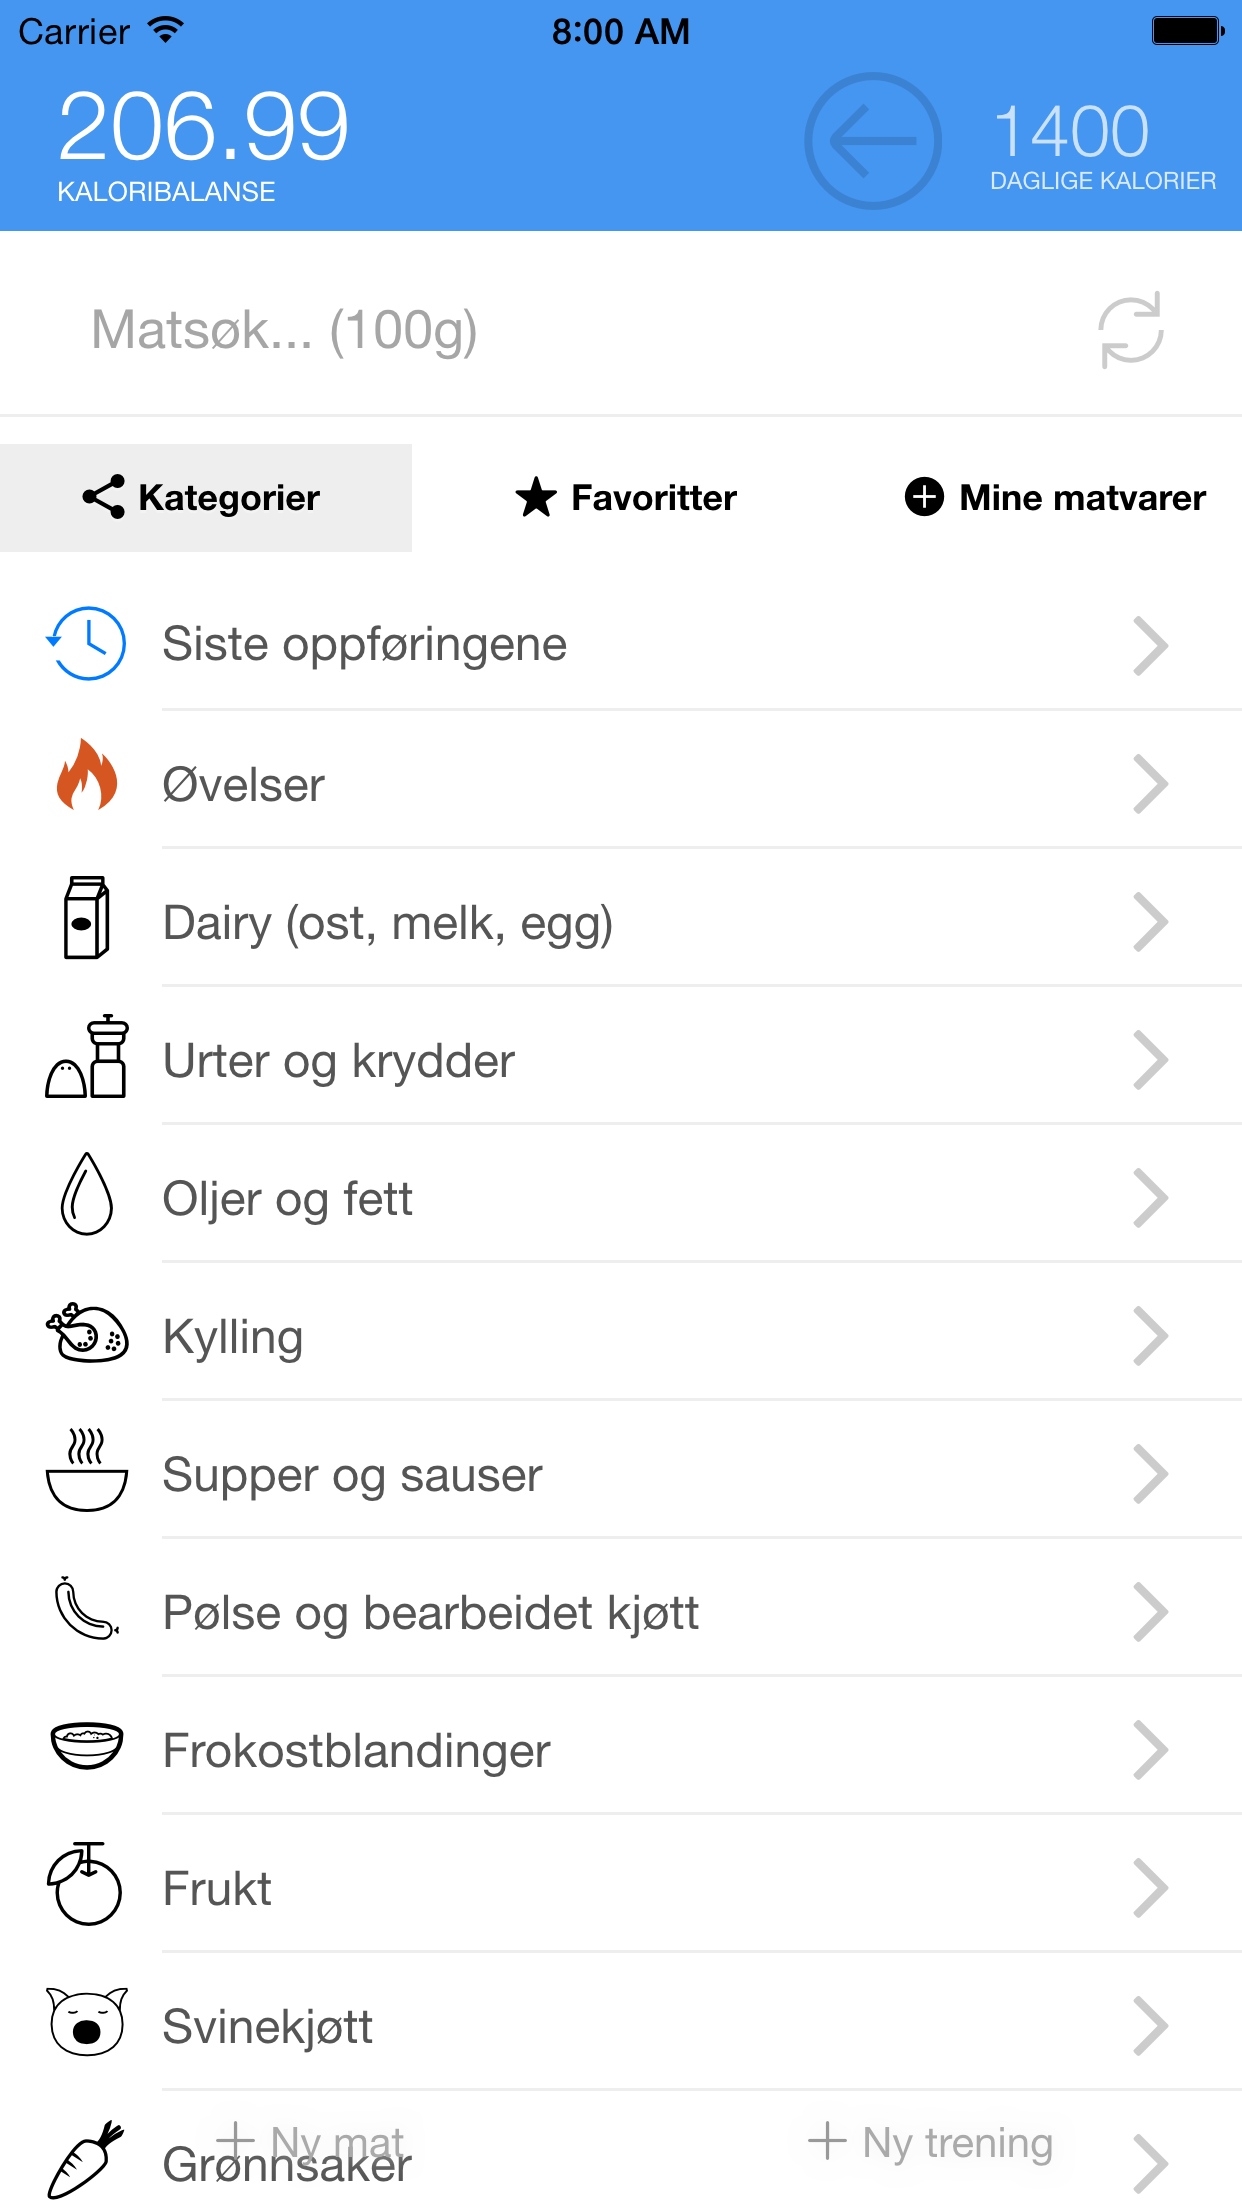 Carrier 8:00 AM
206.99
KALORIBALANSE
1400
DAGLIGE KALORIER
Matsøk... (100g)
Kategorier Favoritter Mine matvarer
Siste oppføringene
Øvelser
Dairy (ost, melk, egg)
Urter og krydder
Oljer og fett
Kylling
Supper og sauser
Pølse og bearbeidet kjøtt
Frokostblandinger
Frukt
Svinekjøtt
Ny mat Ny trening
Grønnsaker